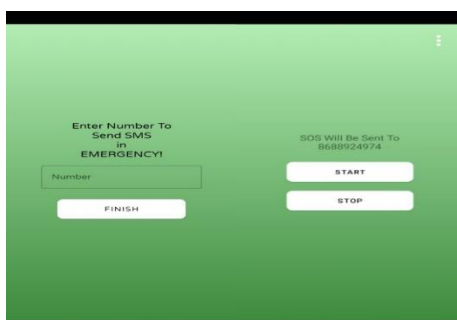 Enter Number To
Send SMS
in
EMERGENCY!
Number
FINISH
SOS Will Be Sent To
8688924974
START
STOP